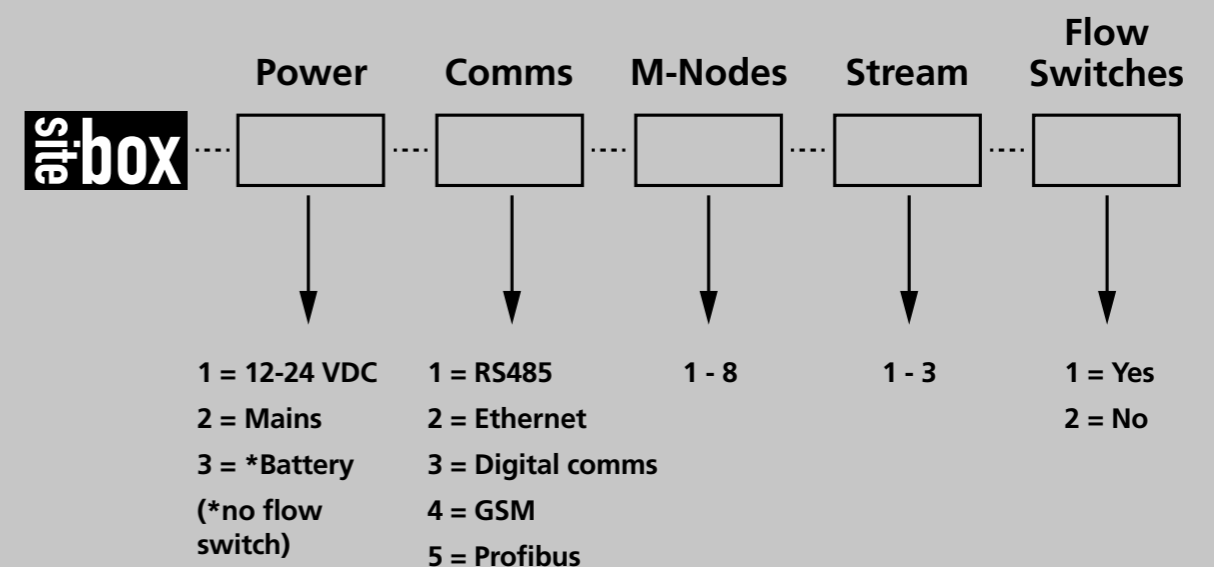 Power
Comms
M-Nodes
Stream
Flow
Switches
site box
1 = 12-24 VDC
2 = Mains
3 = *Battery
(*no flow
switch)
1 = RS485
2 = Ethernet
3 = Digital comms
4 = GSM
5 = Profibus
1 - 8
1 - 3
1 = Yes
2 = No